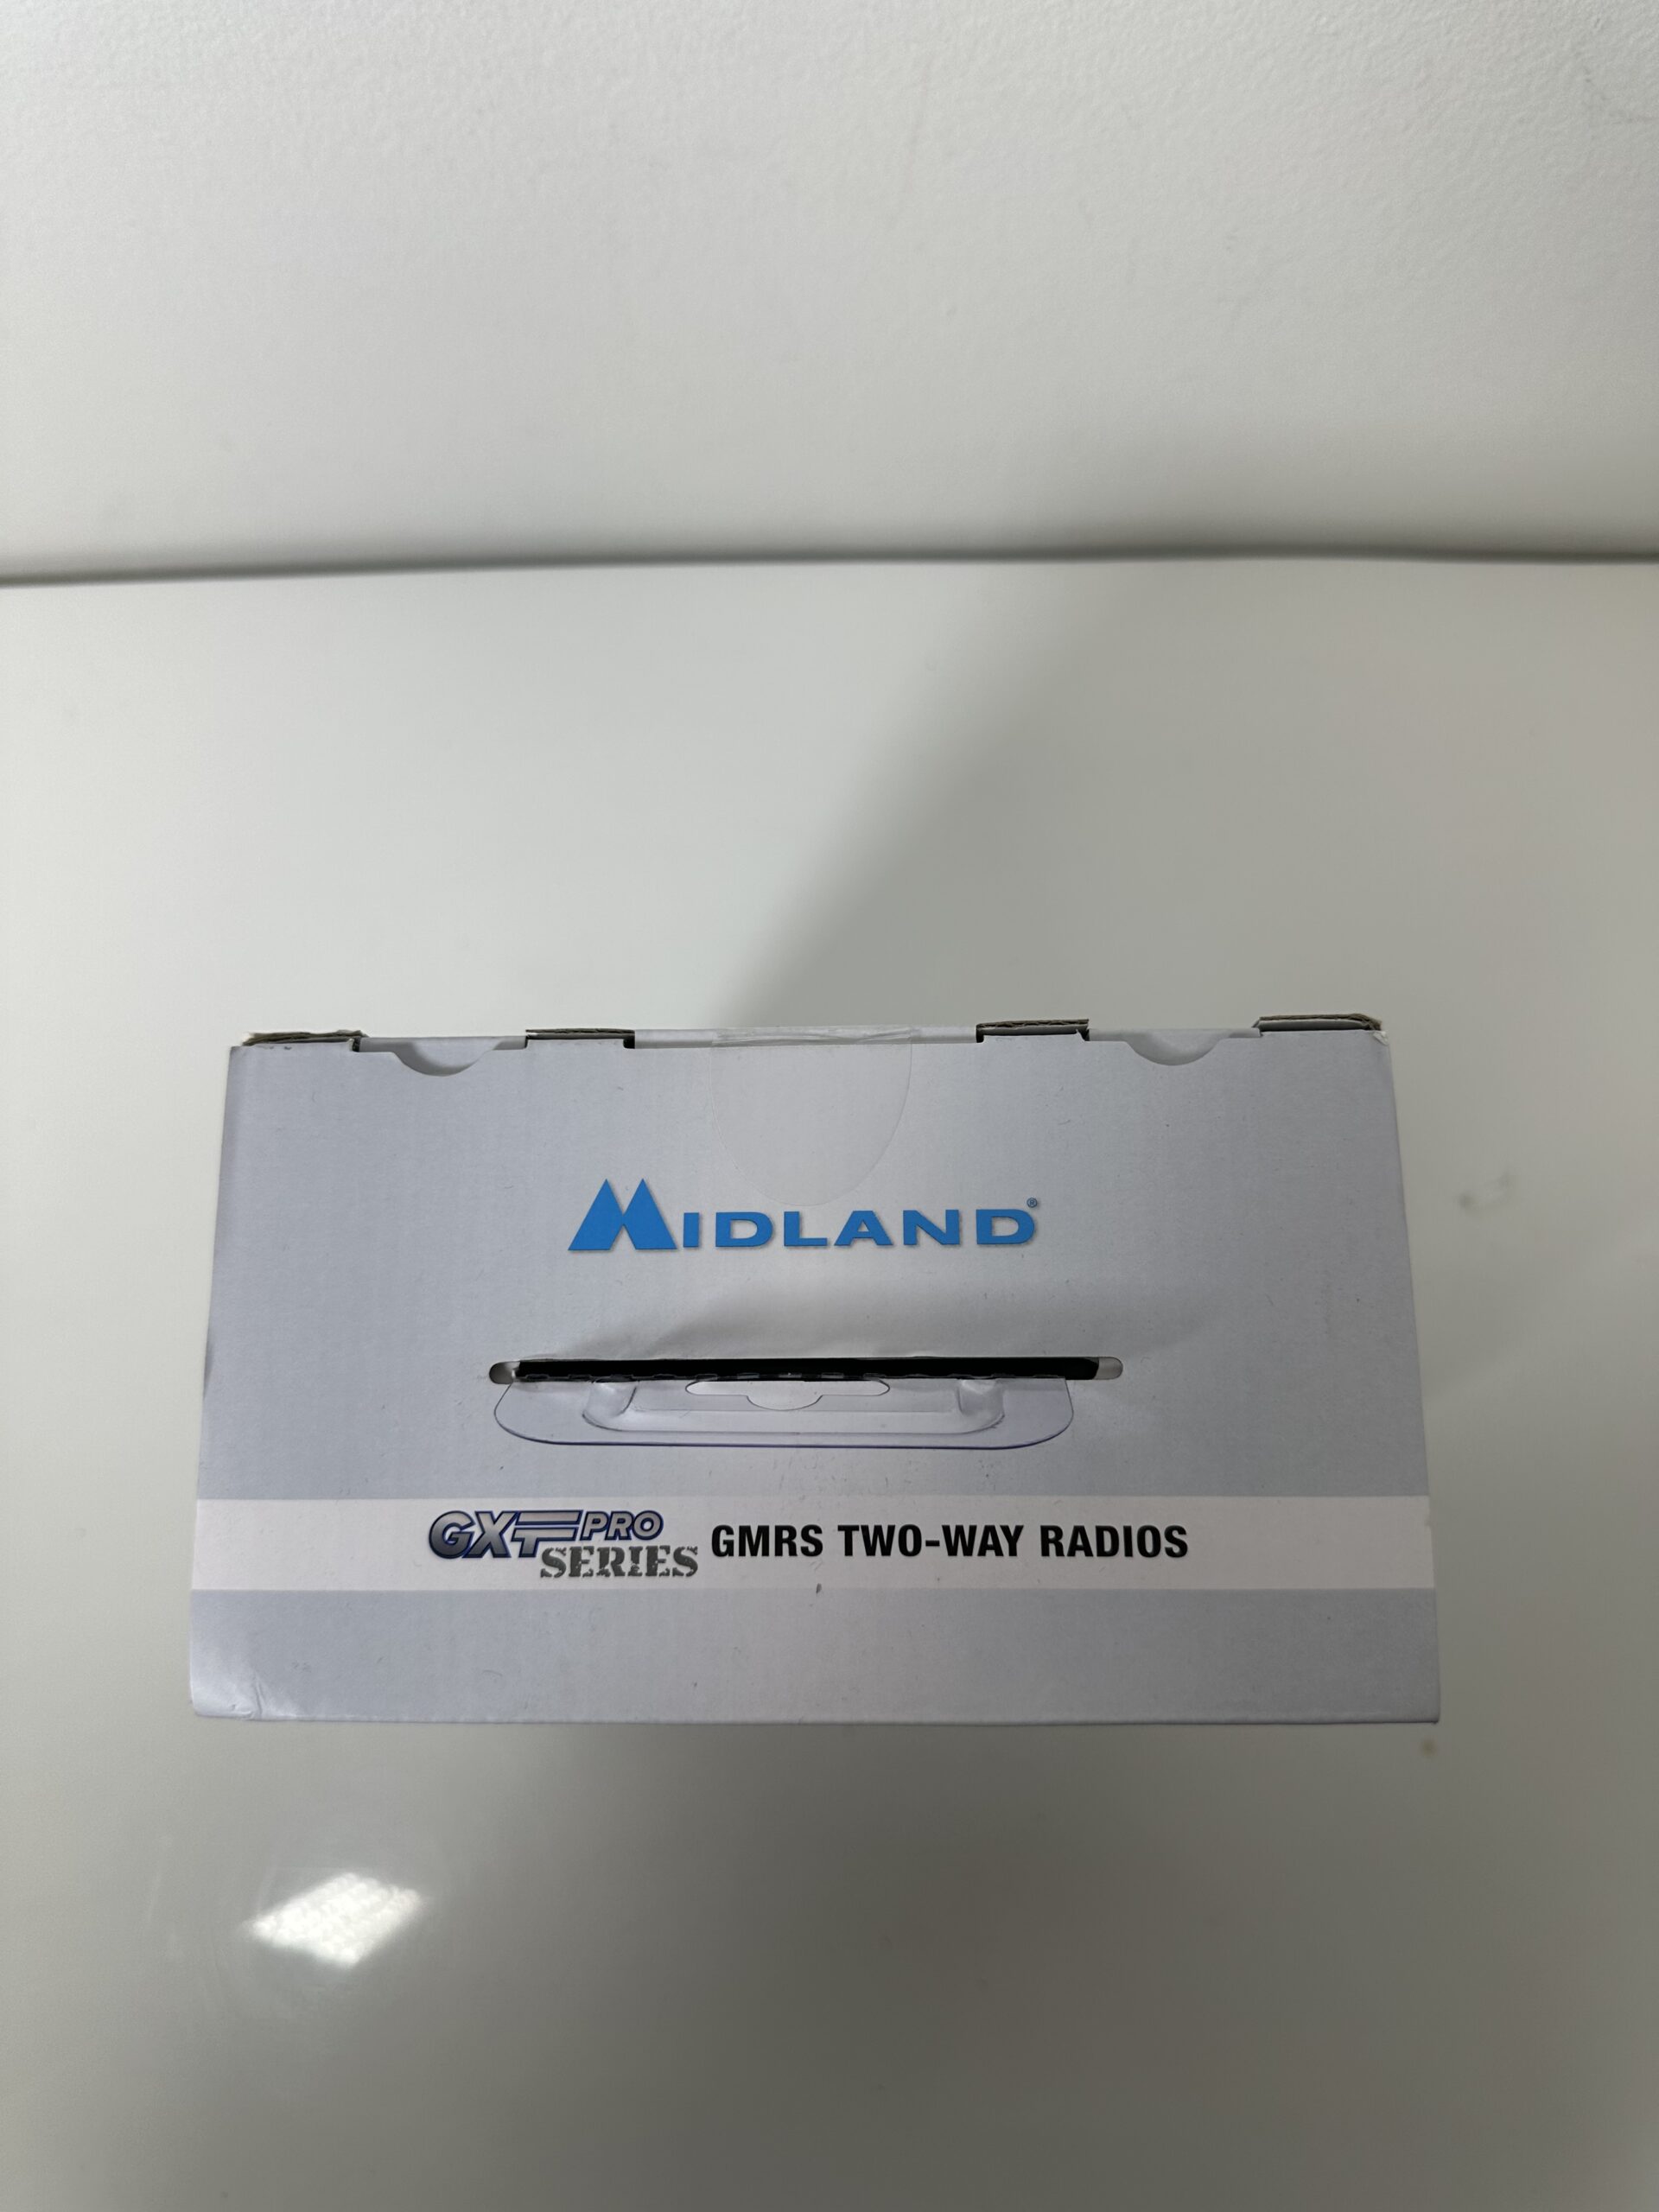 MIDLAND®
GXT PRO
SERIES GMRS TWO-WAY RADIOS